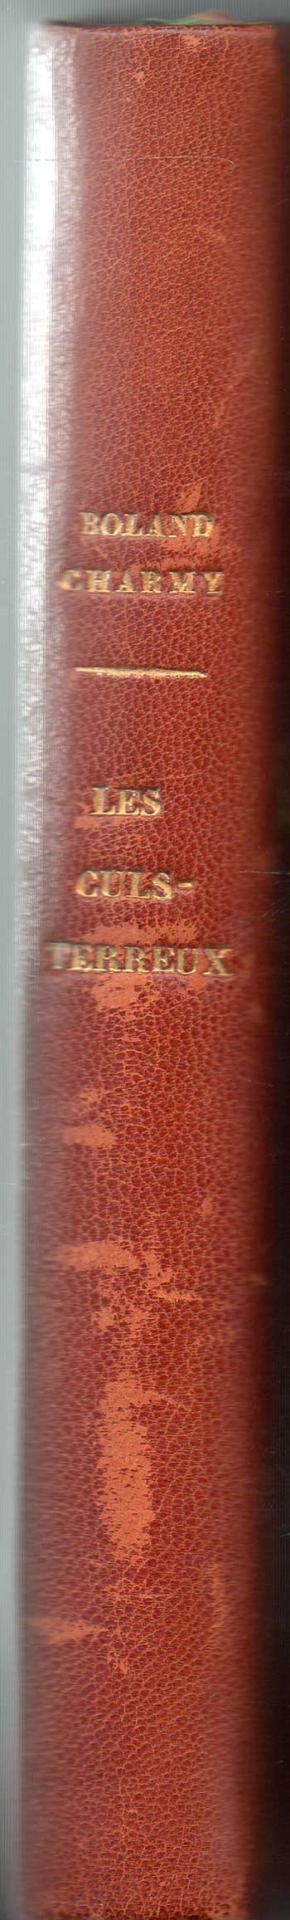 ROLAND
CHARMY
LES
CULS-
TERREUX